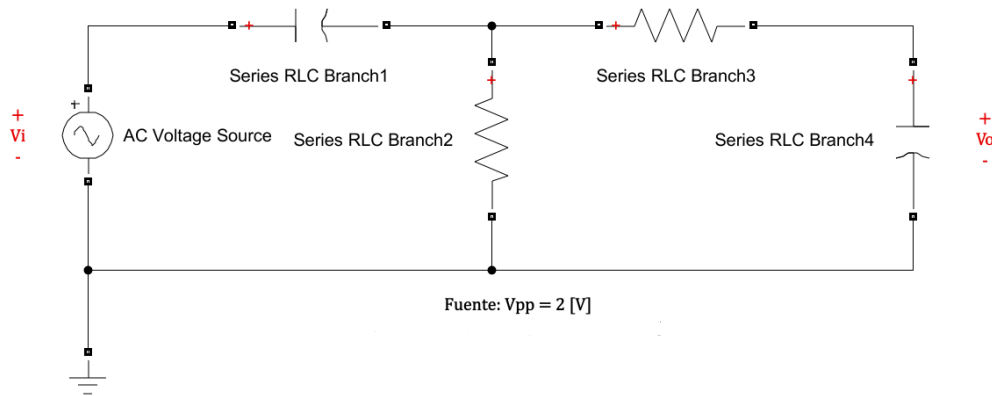 Series RLC Branch1
Series RLC Branch3
+
Vi
-
+
AC Voltage Source
Series RLC Branch2
Series RLC Branch4
+
Vo
-
Fuente: Vpp = 2 [V]